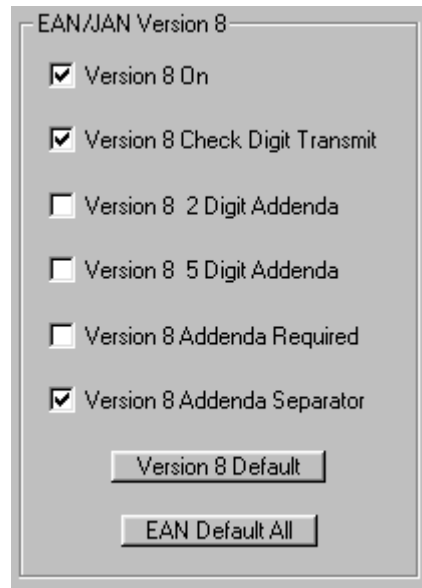 EAN/JAN Version 8
Version 8 On
Version 8 Check Digit Transmit
Version 8 2 Digit Addenda
Version 8 5 Digit Addenda
Version 8 Addenda Required
Version 8 Addenda Separator
Version 8 Default
EAN Default All